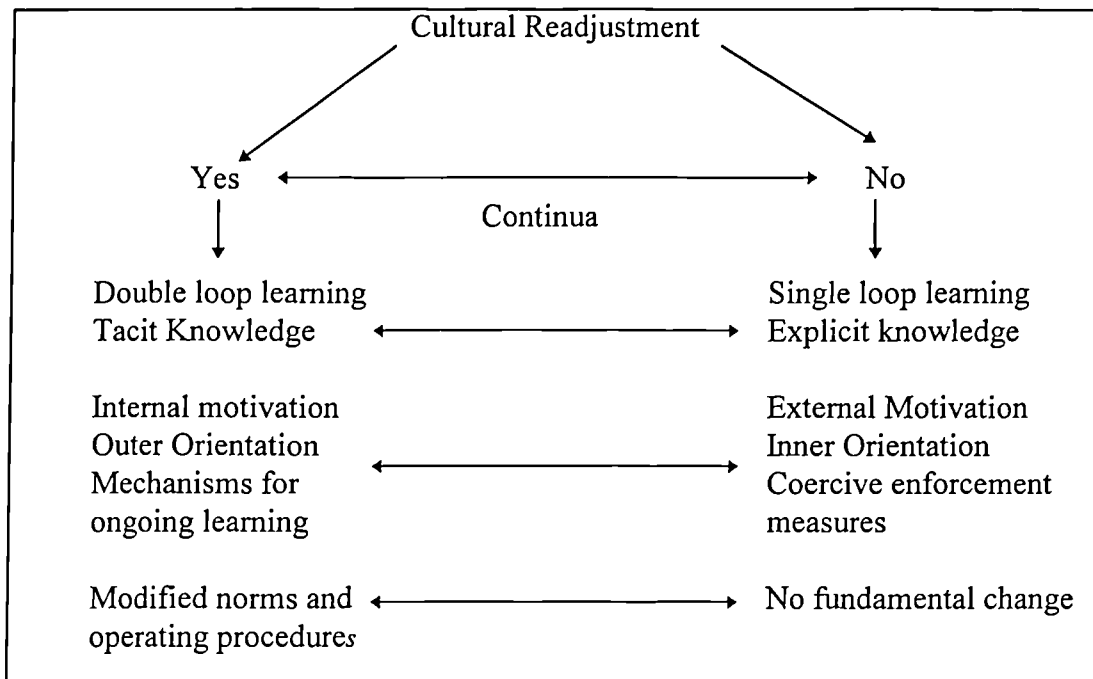 Cultural Readjustment
Yes
No
Continua
Double loop learning
Tacit Knowledge
Single loop learning
Explicit knowledge
Internal motivation
Outer Orientation
Mechanisms for
ongoing learning
External Motivation
Inner Orientation
Coercive enforcement
measures
Modified norms and
operating procedures
No fundamental change